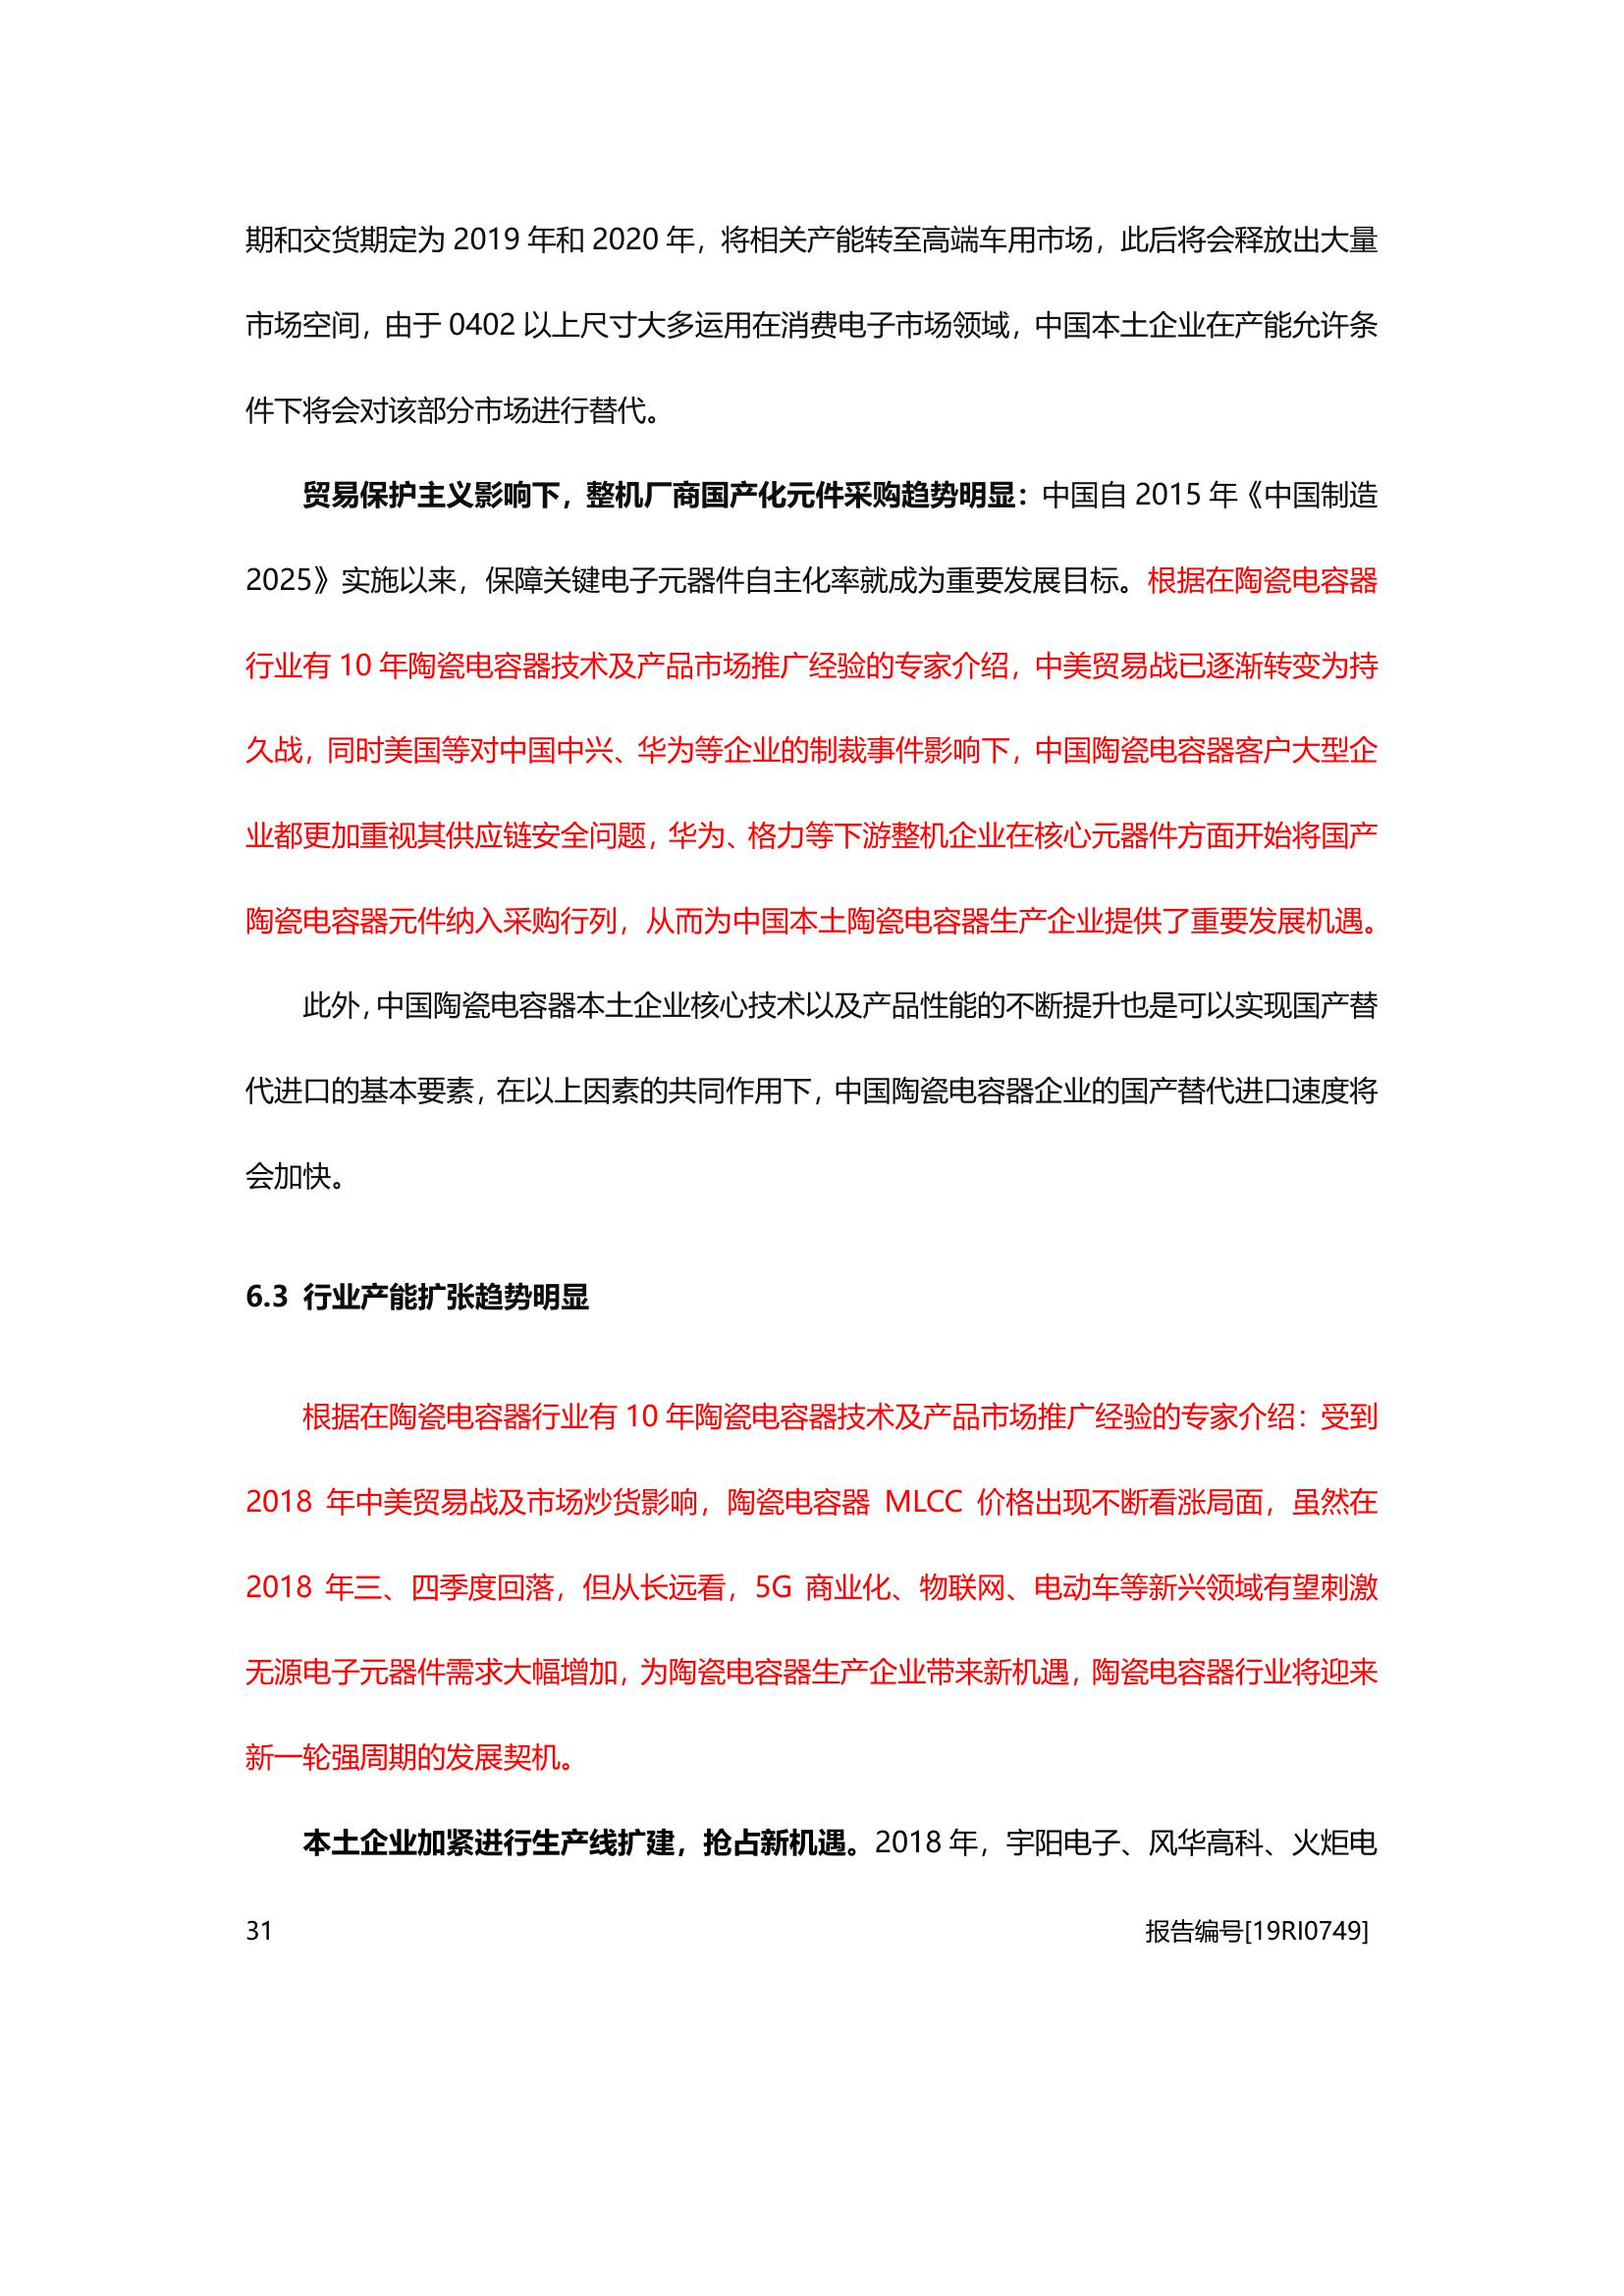 期和交货期定为 2019 年和 2020 年，将相关产能转至高端车用市场，此后将会释放出大量
市场空间，由于 0402 以上尺寸大多运用在消费电子市场领域，中国本土企业在产能允许条
件下将会对该部分市场进行替代。
贸易保护主义影响下，整机厂商国产化元件采购趋势明显：中国自 2015 年《中国制造
2025》实施以来，保障关键电子元器件自主化率就成为重要发展目标。根据在陶瓷电容器
行业有 10 年陶瓷电容器技术及产品市场推广经验的专家介绍，中美贸易战已逐渐转变为持
久战，同时美国等对中国中兴、华为等企业的制裁事件影响下，中国陶瓷电容器客户大型企
业都更加重视其供应链安全问题，华为、格力等下游整机企业在核心元器件方面开始将国产
陶瓷电容器元件纳入采购行列，从而为中国本土陶瓷电容器生产企业提供了重要发展机遇。
此外，中国陶瓷电容器本土企业核心技术以及产品性能的不断提升也是可以实现国产替
代进口的基本要素，在以上因素的共同作用下，中国陶瓷电容器企业的国产替代进口速度将
会加快。
6.3 行业产能扩张趋势明显
根据在陶瓷电容器行业有 10 年陶瓷电容器技术及产品市场推广经验的专家介绍：受到
2018 年中美贸易战及市场炒货影响，陶瓷电容器 MLCC 价格出现不断看涨局面，虽然在
2018 年三、四季度回落，但从长远看，5G 商业化、物联网、电动车等新兴领域有望刺激
无源电子元器件需求大幅增加，为陶瓷电容器生产企业带来新机遇，陶瓷电容器行业将迎来
新一轮强周期的发展契机。
本土企业加紧进行生产线扩建，抢占新机遇。2018 年，宇阳电子、风华高科、火炬电
31 报告编号[19RI0749]